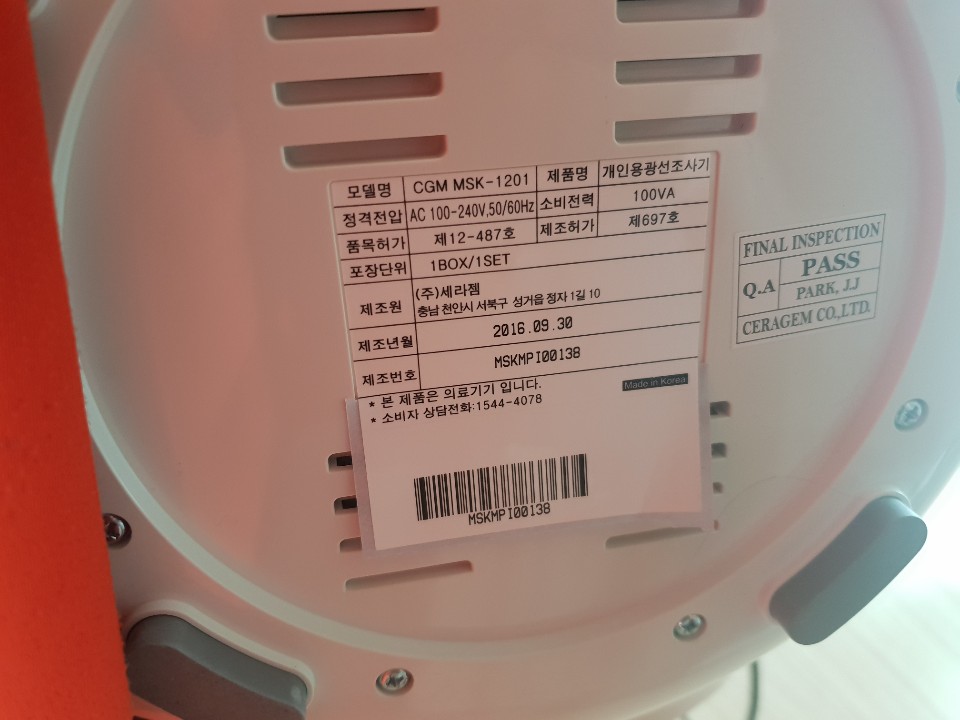 모델명 CGM MSK-1201 제품명 개인용광선조사기
정격전압 AC 100-240V,50/60Hz 소비전력 100VA
품목허가 제12-487호 제조허가 제697호
포장단위 1BOX/1SET
제조원 (주)세라젬
충남 천안시 서북구 성거읍 정자1길 10
제조년월 2016.09.30
제조번호 MSKMPI00138
* 본 제품은 의료기기 입니다.
Made in Korea
* 소비자 상담전화:1544-4078
MSKMPI00138
FINAL INSPECTION
Q.A PASS
PARK, J.J
CERAGEM CO.,LTD.